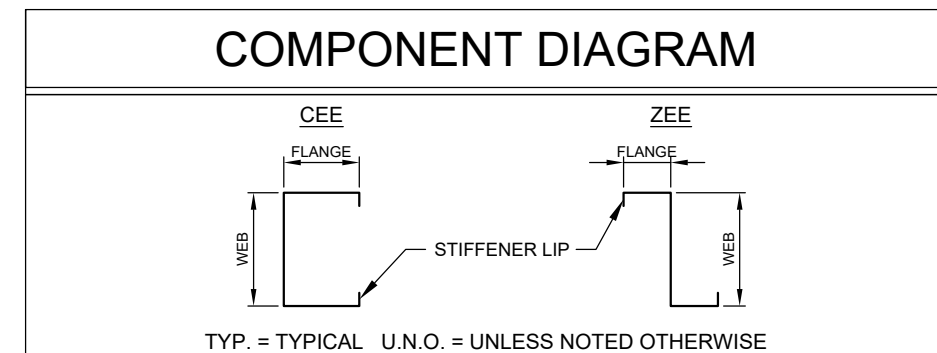 COMPONENT DIAGRAM
CEE
ZEE
FLANGE
FLANGE
WEB
STIFFENER LIP
WEB
TYP. = TYPICAL U.N.O. = UNLESS NOTED OTHERWISE